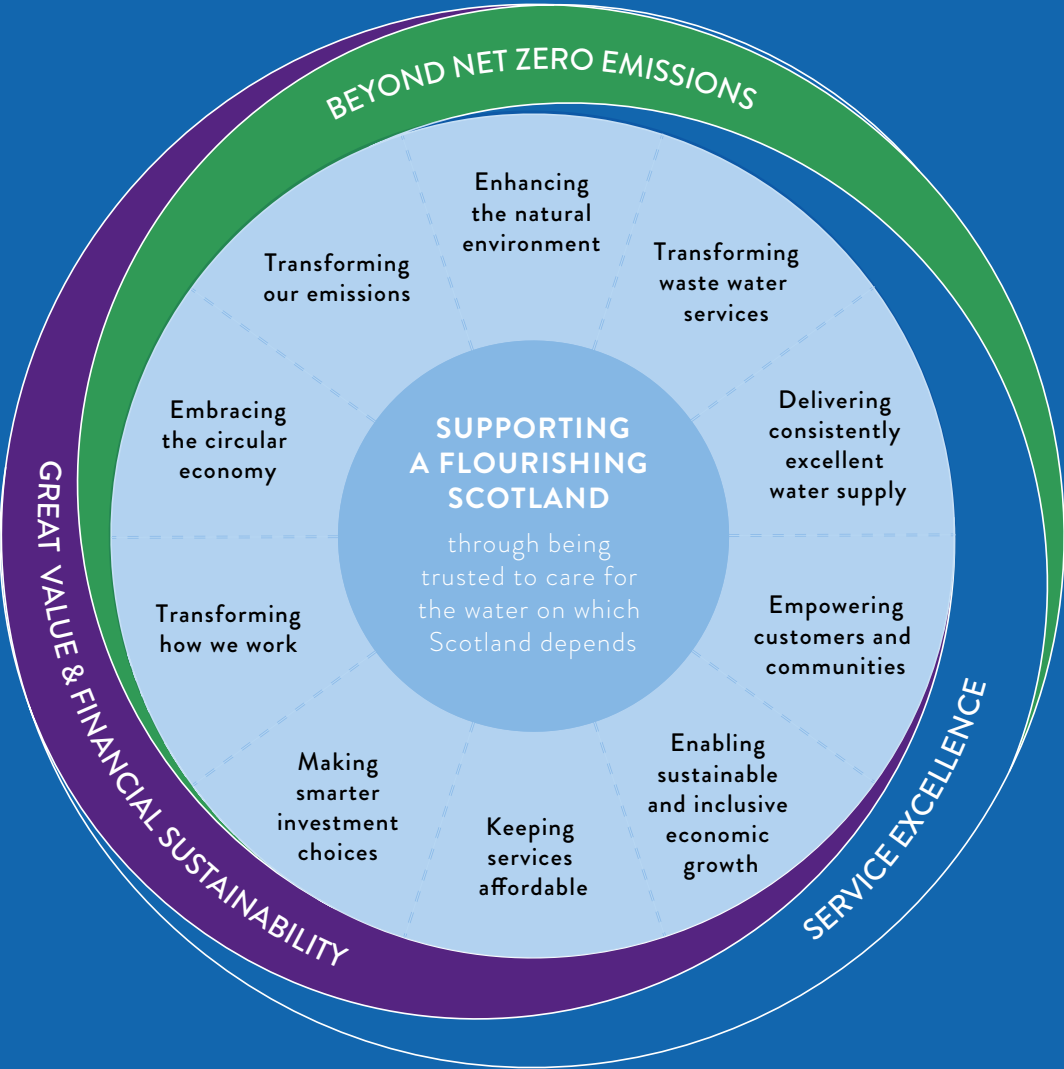 BEYOND NET ZERO EMISSIONS
Enhancing
the natural
environment
Transforming
waste water
services
Delivering
consistently
excellent
water supply
Empowering
customers and
communities
Enabling
sustainable
and inclusive
economic
growth
Keeping
services
affordable
Making
smarter
investment
choices
Transforming
how we work
Embracing
the circular
economy
Transforming
our emissions
SUPPORTING
A FLOURISHING
SCOTLAND
through being
trusted to care for
the water on which
Scotland depends
SERVICE EXCELLENCE
GREAT VALUE & FINANCIAL SUSTAINABILITY